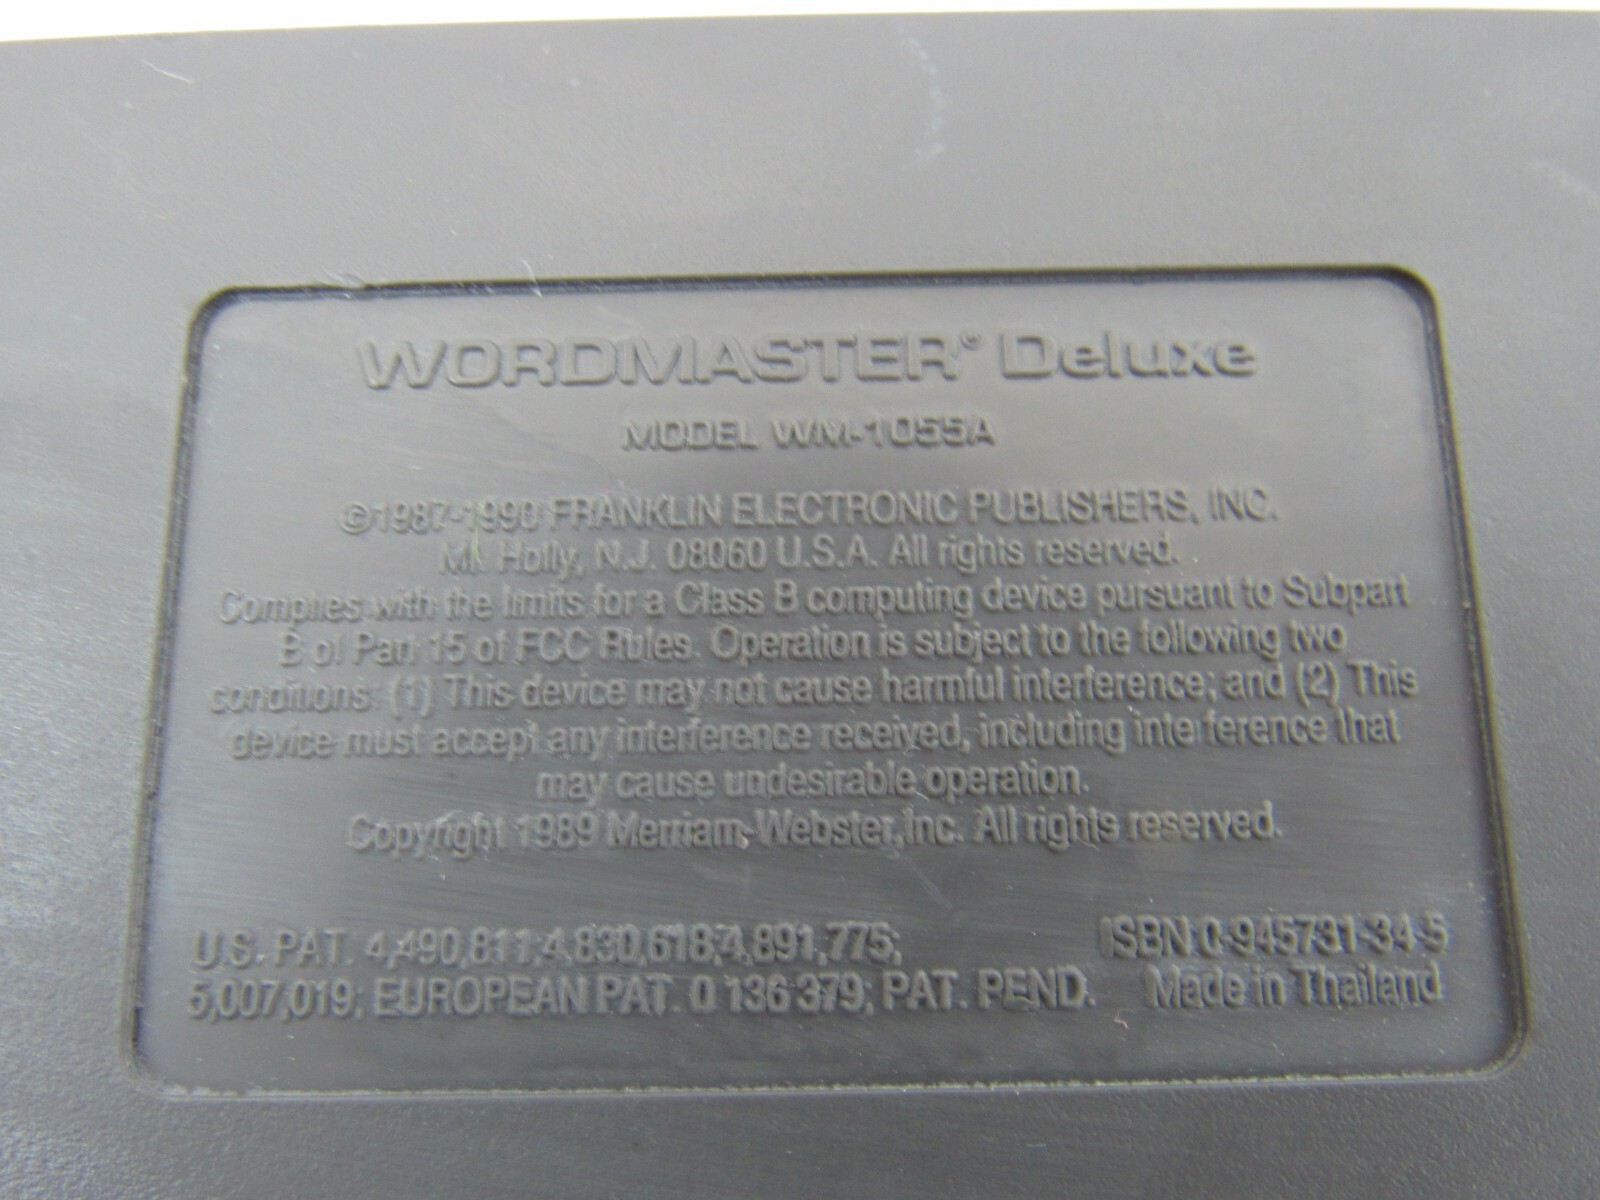 WORDMASTER® Deluxe
MODEL WM-1055A
©1987-1990 FRANKLIN ELECTRONIC PUBLISHERS, INC.
Mt. Holly, N.J. 08060 U.S.A. All rights reserved.
Complies with the limits for a Class B computing device pursuant to Subpart
B of Part 15 of FCC Rules. Operation is subject to the following two
conditions: (1) This device may not cause harmful interference; and (2) This
device must accept any interference received, including interference that
may cause undesirable operation.
Copyright 1989 Merriam-Webster, Inc. All rights reserved.
U.S. PAT. 4,490,811;4,830,618;4,891,775; ISBN 0-945731-34-5
5,007,019; EUROPEAN PAT. 0 136 379; PAT. PEND. Made in Thailand